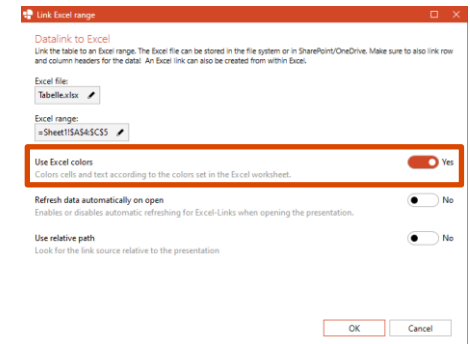 Link Excel range
Datalink to Excel
Link the table to an Excel range. The Excel file can be stored in the file system or in SharePoint/OneDrive. Make sure to also link row
and column headers for the data! An Excel link can also be created from within Excel.
Excel file:
Tabelle.xlsx
Excel range:
=Sheet1!$A$4:$C$5
Use Excel colors
Yes
Colors cells and text according to the colors set in the Excel worksheet.
Refresh data automatically on open
No
Enables or disables automatic refreshing for Excel-Links when opening the presentation.
Use relative path
No
Look for the link source relative to the presentation
OK
Cancel